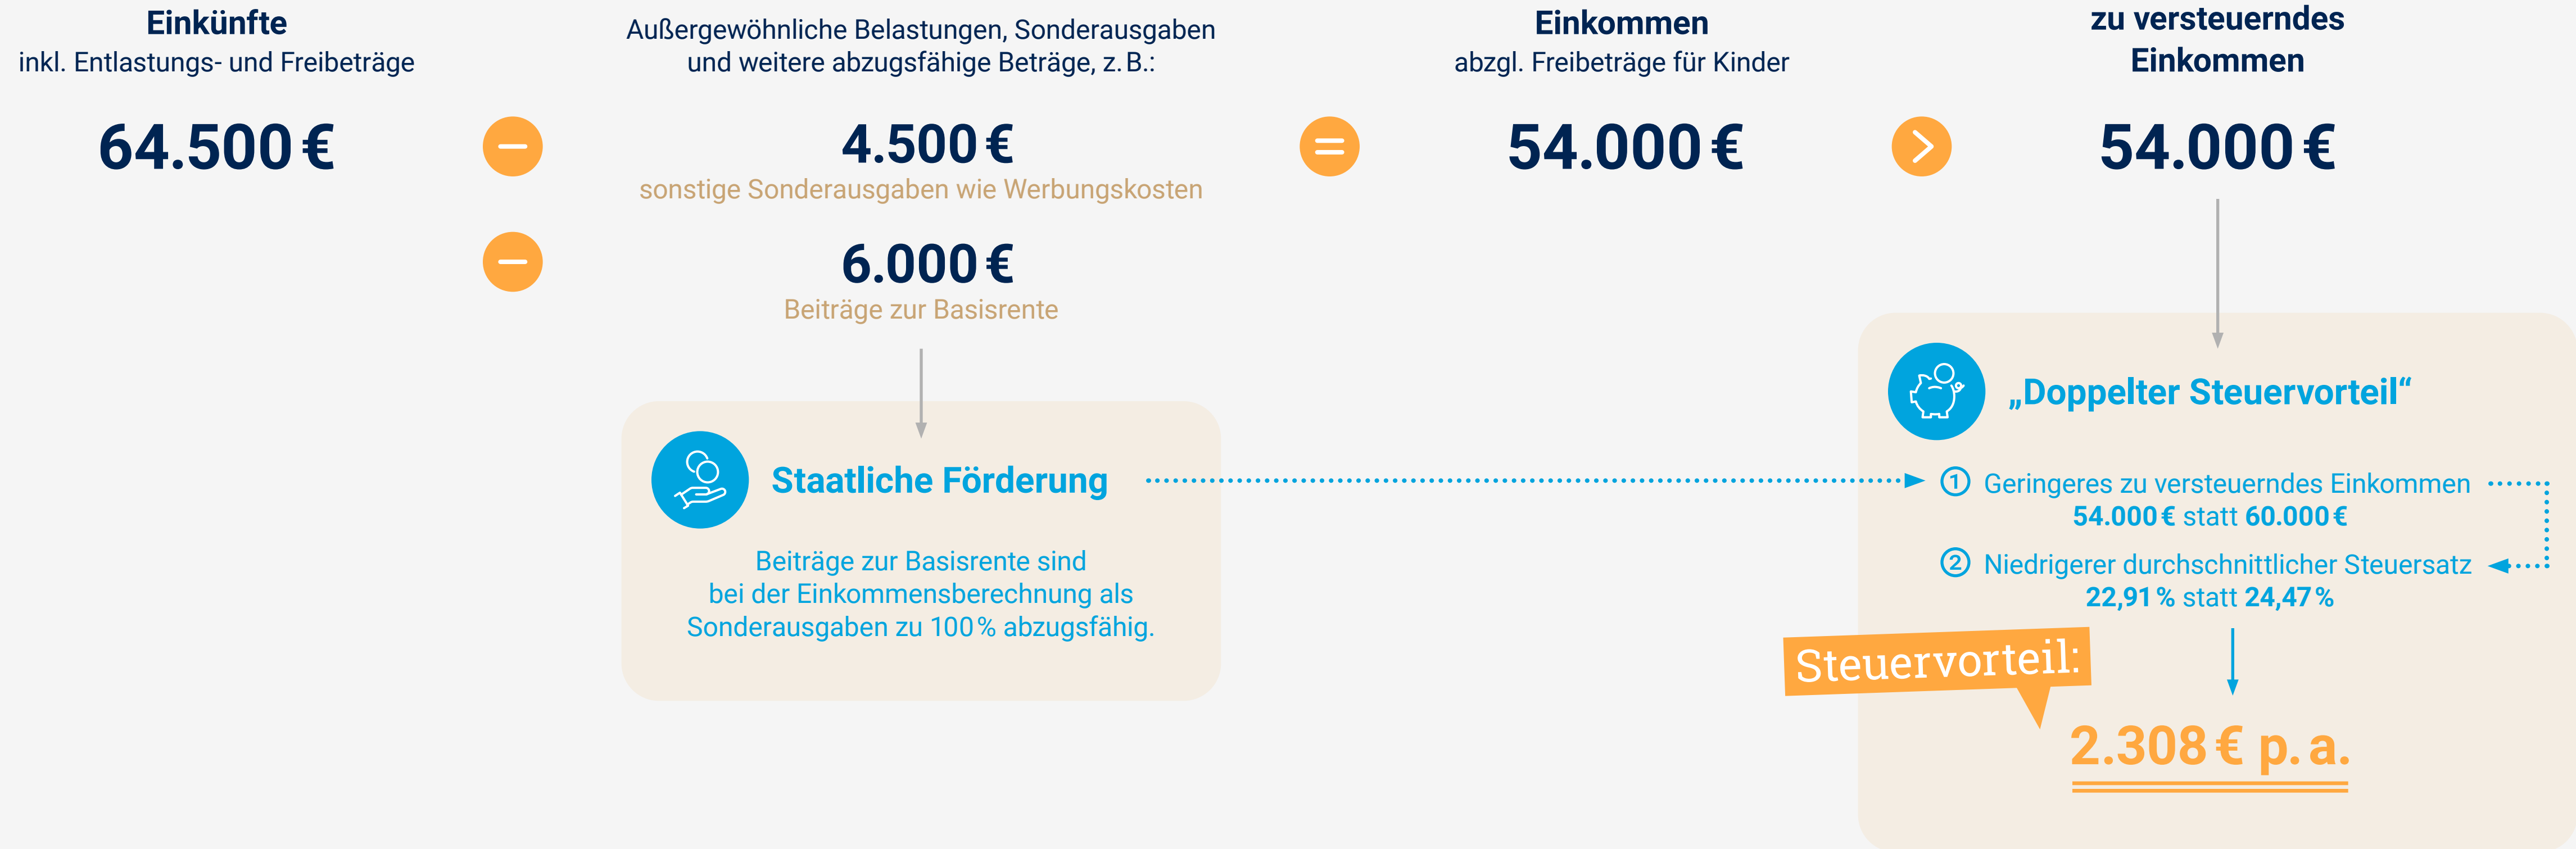 Einkünfte
inkl. Entlastungs- und Freibeträge
64.500 €
Außergewöhnliche Belastungen, Sonderausgaben
und weitere abzugsfähige Beträge, z. B.:
4.500 €
sonstige Sonderausgaben wie Werbungskosten
6.000 €
Beiträge zur Basisrente
Staatliche Förderung
Beiträge zur Basisrente sind
bei der Einkommensberechnung als
Sonderausgaben zu 100 % abzugsfähig.
=
Einkommen
abzgl. Freibeträge für Kinder
54.000 €
zu versteuerndes
Einkommen
54.000 €
„Doppelter Steuervorteil“
1 Geringeres zu versteuerndes Einkommen
54.000 € statt 60.000 €
2 Niedrigerer durchschnittlicher Steuersatz
22,91 % statt 24,47 %
Steuervorteil:
2.308 € p. a.